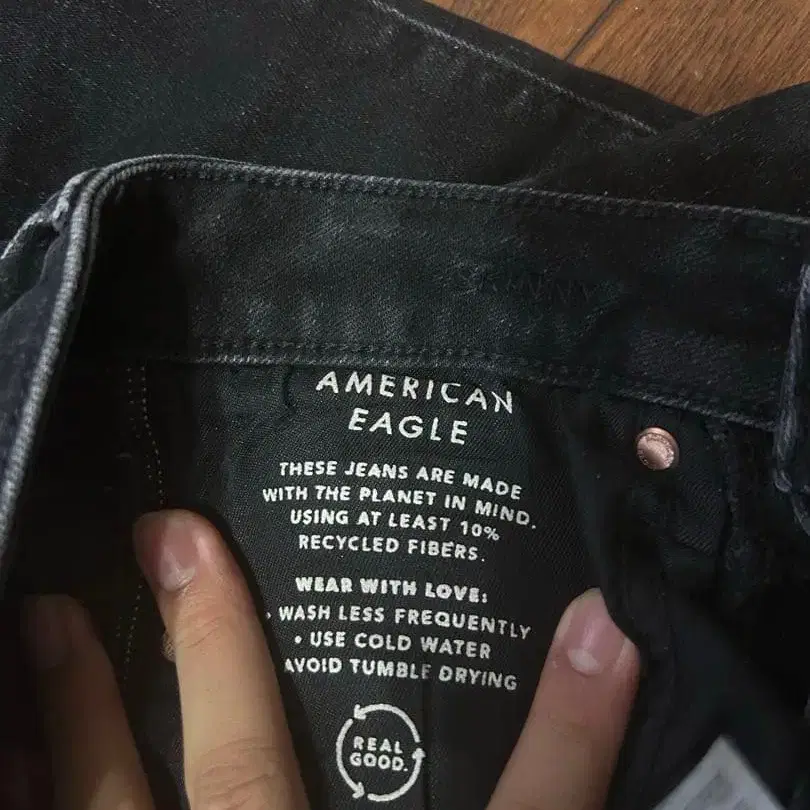 SKINNY
AMERICAN
EAGLE
THESE JEANS ARE MADE
WITH THE PLANET IN MIND.
USING AT LEAST 10%
RECYCLED FIBERS.
WEAR WITH LOVE:
• WASH LESS FREQUENTLY
• USE COLD WATER
AVOID TUMBLE DRYING
REAL
GOOD.